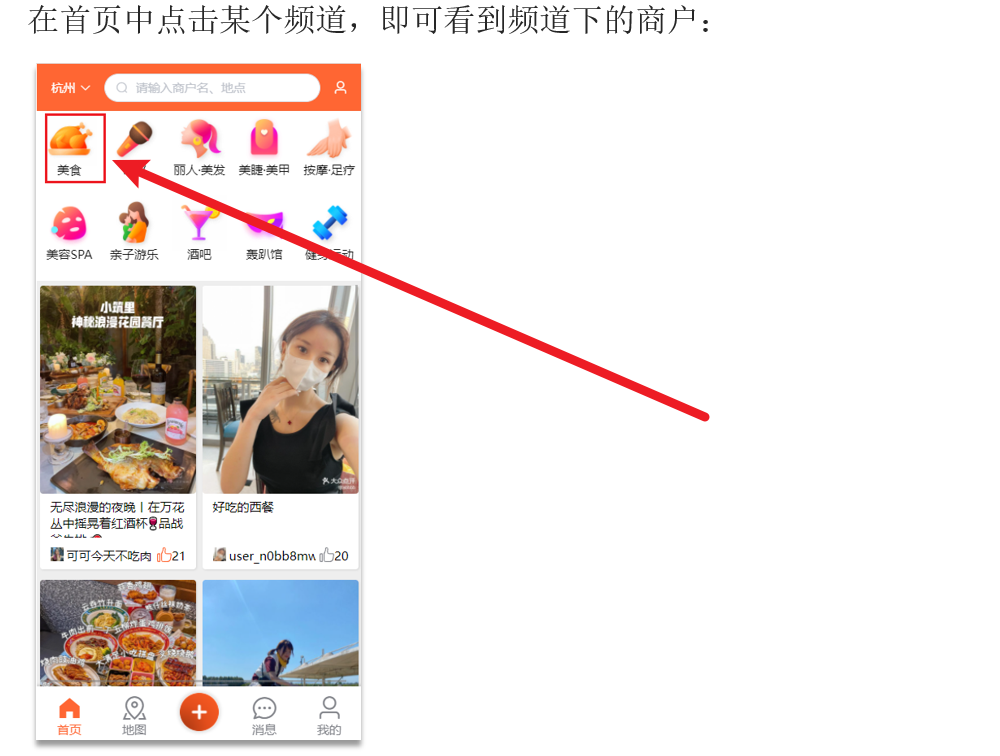 在首页中点击某个频道，即可看到频道下的商户：
杭州
请输入商户名、地点
美食
丽人·美发
美睫·美甲
按摩·足疗
美容SPA
亲子游乐
酒吧
轰趴馆
小筑里
神秘浪漫花园餐厅
大众点评
无尽浪漫的夜晚丨在万花
丛中摇晃着红酒杯🍷品战
好吃的西餐
可可今天不吃肉
21
user_n0bb8mw
20
首页
地图
消息
我的